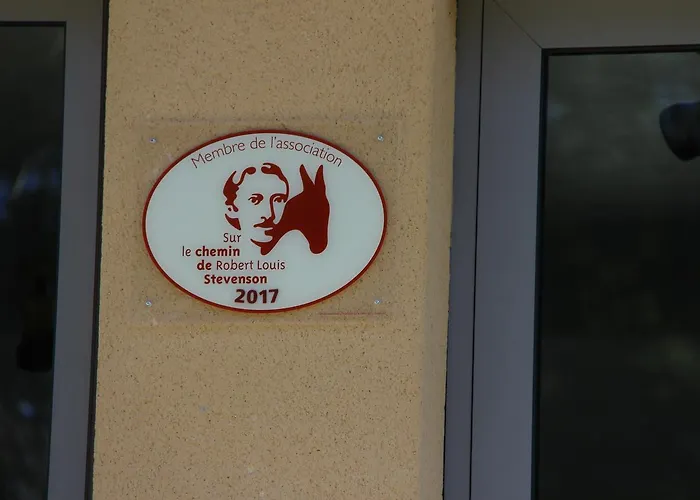 Membre de l'association
Sur
le chemin
de Robert Louis
Stevenson
2017